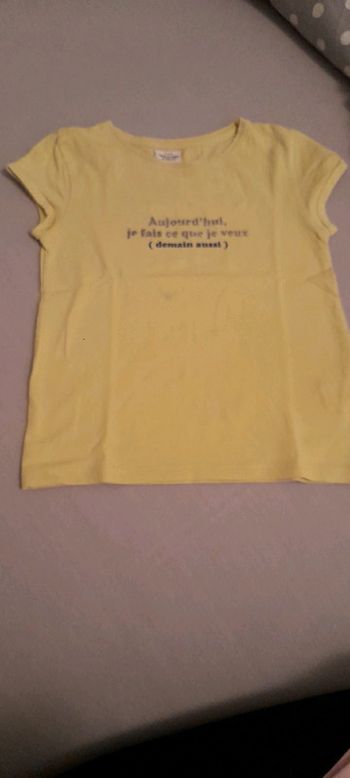 Aujourd'hui,
je fais ce que je veux
( demain aussi )